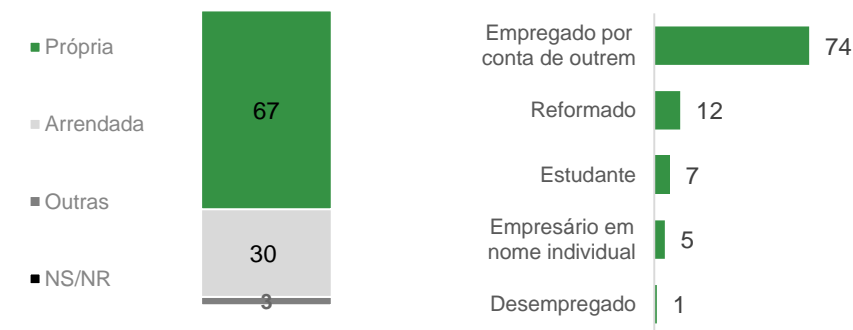 Própria
Arrendada
Outras
NS/NR
67
30
3
Empregado por
conta de outrem
74
Reformado
12
Estudante
7
Empresário em
nome individual
5
Desempregado
1